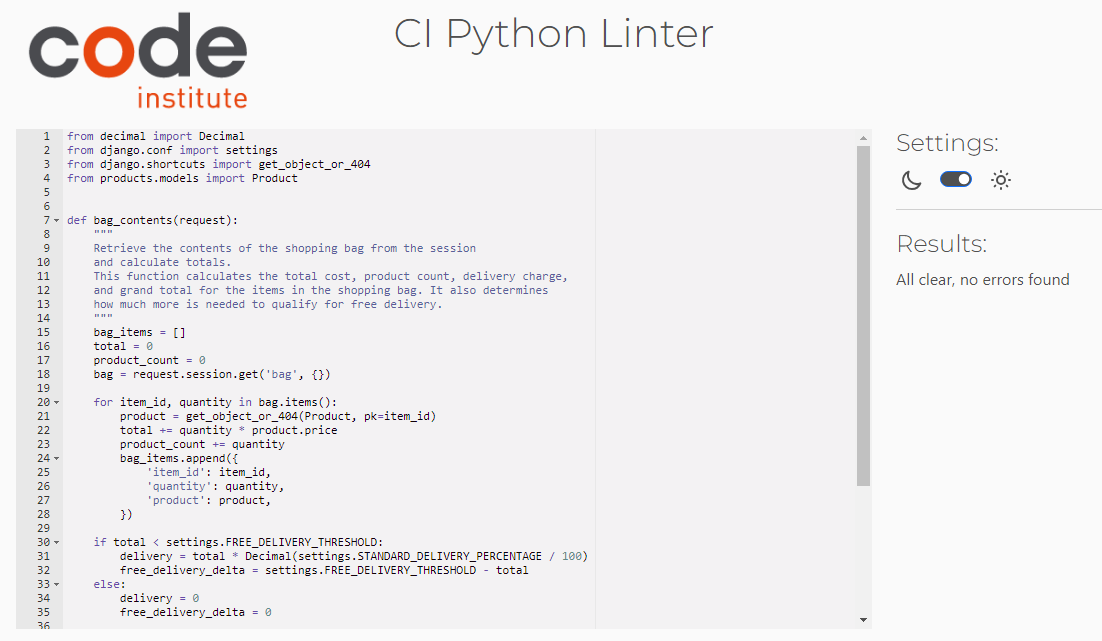 code
institute
CI Python Linter
1 from decimal import Decimal
2 from django.conf import settings
3 from django.shortcuts import get_object_or_404
4 from products.models import Product
5
6
7 def bag_contents(request):
8     """
9     Retrieve the contents of the shopping bag from the session
10     and calculate totals.
11     This function calculates the total cost, product count, delivery charge,
12     and grand total for the items in the shopping bag. It also determines
13     how much more is needed to qualify for free delivery.
14     """
15     bag_items = []
16     total = 0
17     product_count = 0
18     bag = request.session.get('bag', {})
19
20     for item_id, quantity in bag.items():
21         product = get_object_or_404(Product, pk=item_id)
22         total += quantity * product.price
23         product_count += quantity
24         bag_items.append({
25             'item_id': item_id,
26             'quantity': quantity,
27             'product': product,
28         })
29
30     if total < settings.FREE_DELIVERY_THRESHOLD:
31         delivery = total * Decimal(settings.STANDARD_DELIVERY_PERCENTAGE / 100)
32         free_delivery_delta = settings.FREE_DELIVERY_THRESHOLD - total
33     else:
34         delivery = 0
35         free_delivery_delta = 0
36
Settings:
Results:
All clear, no errors found